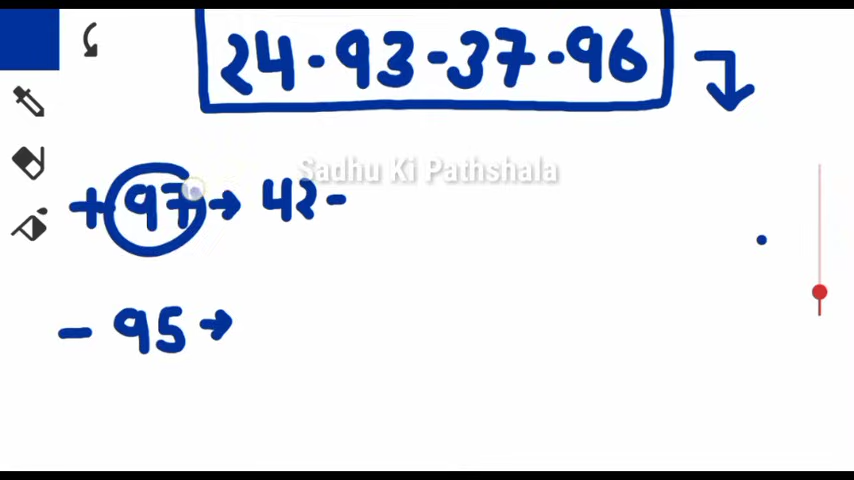 24 - 93 - 37 - 96
Sadhu Ki Pathshala
+ 97 → 42 -
- 95 →